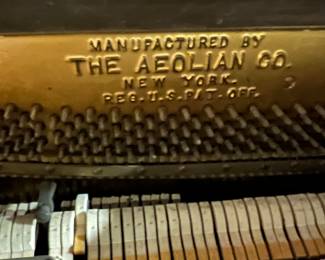 MANUFACTURED BY
THE AEOLIAN CO.
NEW YORK.
REG. U.S. PAT. OFF.